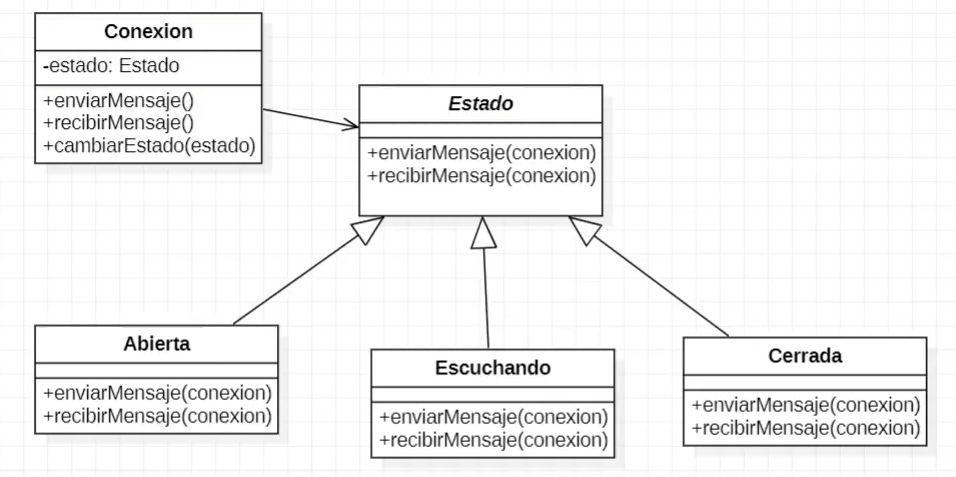 Conexion
-estado: Estado
+enviarMensaje()
+recibirMensaje()
+cambiarEstado(estado)
Estado
+enviarMensaje(conexion)
+recibirMensaje(conexion)
Abierta
+enviarMensaje(conexion)
+recibirMensaje(conexion)
Escuchando
+enviarMensaje(conexion)
+recibirMensaje(conexion)
Cerrada
+enviarMensaje(conexion)
+recibirMensaje(conexion)